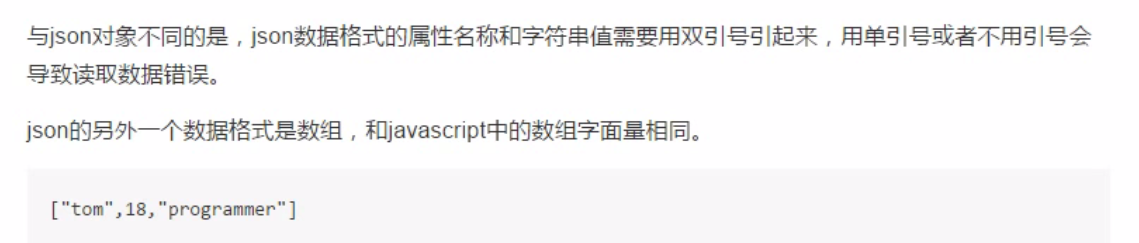 与json对象不同的是，json数据格式的属性名称和字符串值需要用双引号引起来，用单引号或者不用引号会
导致读取数据错误。
json的另外一个数据格式是数组，和javascript中的数组字面量相同。
["tom",18,"programmer"]